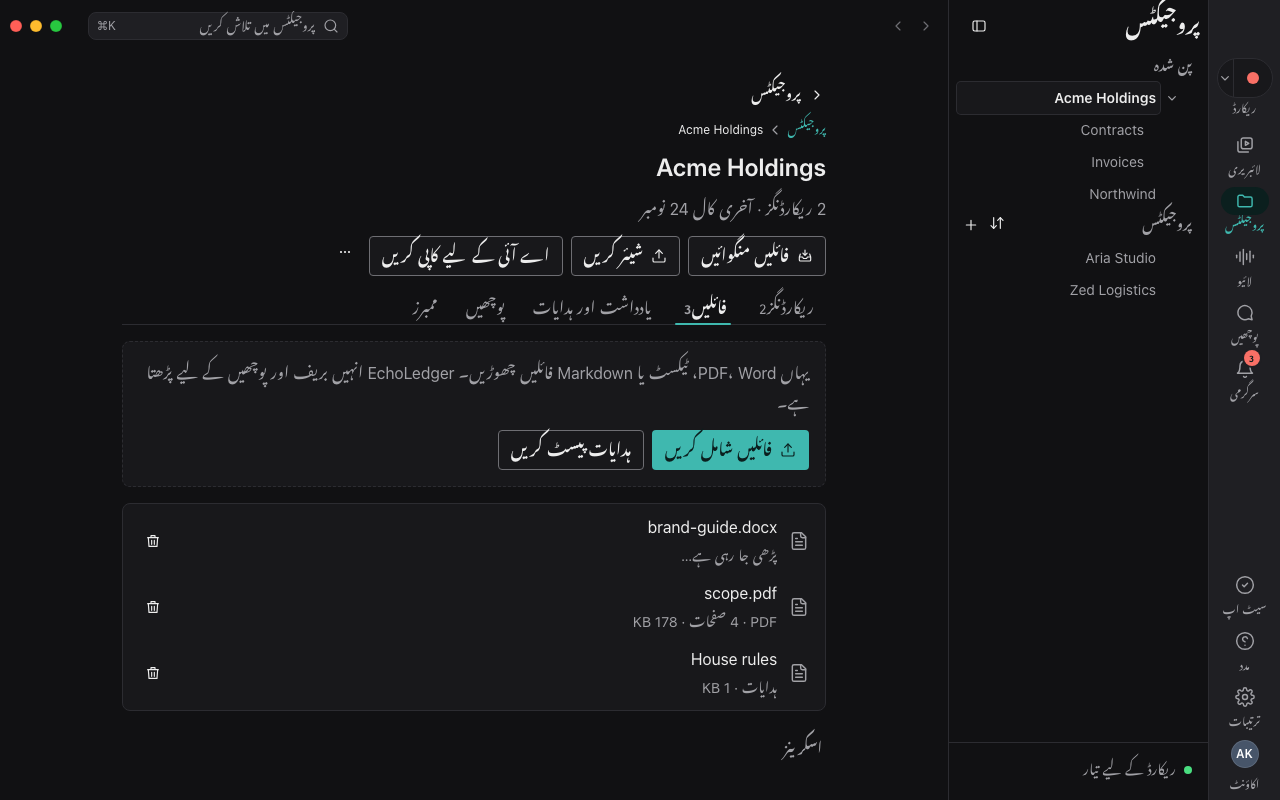 پروجیکٹس میں تلاش کریں
⌘K
پروجیکٹس
پن شدہ
Acme Holdings
Contracts
Invoices
Northwind
پروجیکٹس
Aria Studio
Zed Logistics
ریکارڈ کے لیے تیار
ریکارڈ
لائبریری
پروجیکٹس
لائیو
پوچھیں
3
سرگرمی
سیٹ اپ
مدد
ترتیبات
AK
اکاؤنٹ
پروجیکٹس
پروجیکٹس
Acme Holdings
Acme Holdings
2 ریکارڈنگز · آخری کال 24 نومبر
فائلیں منگوائیں
شیئر کریں
اے آئی کے لیے کاپی کریں
…
ریکارڈنگز2
فائلیں3
یادداشت اور ہدایات
پوچھیں
ممبرز
یہاں PDF، Word، ٹیکسٹ یا Markdown فائلیں چھوڑیں۔ EchoLedger انہیں بریف اور پوچھیں کے لیے پڑھتا
ہے۔
فائلیں شامل کریں
ہدایات پیسٹ کریں
brand-guide.docx
پڑھی جا رہی ہے…
scope.pdf
PDF · 4 صفحات · 178 KB
House rules
ہدایات · 1 KB
اسکرینز